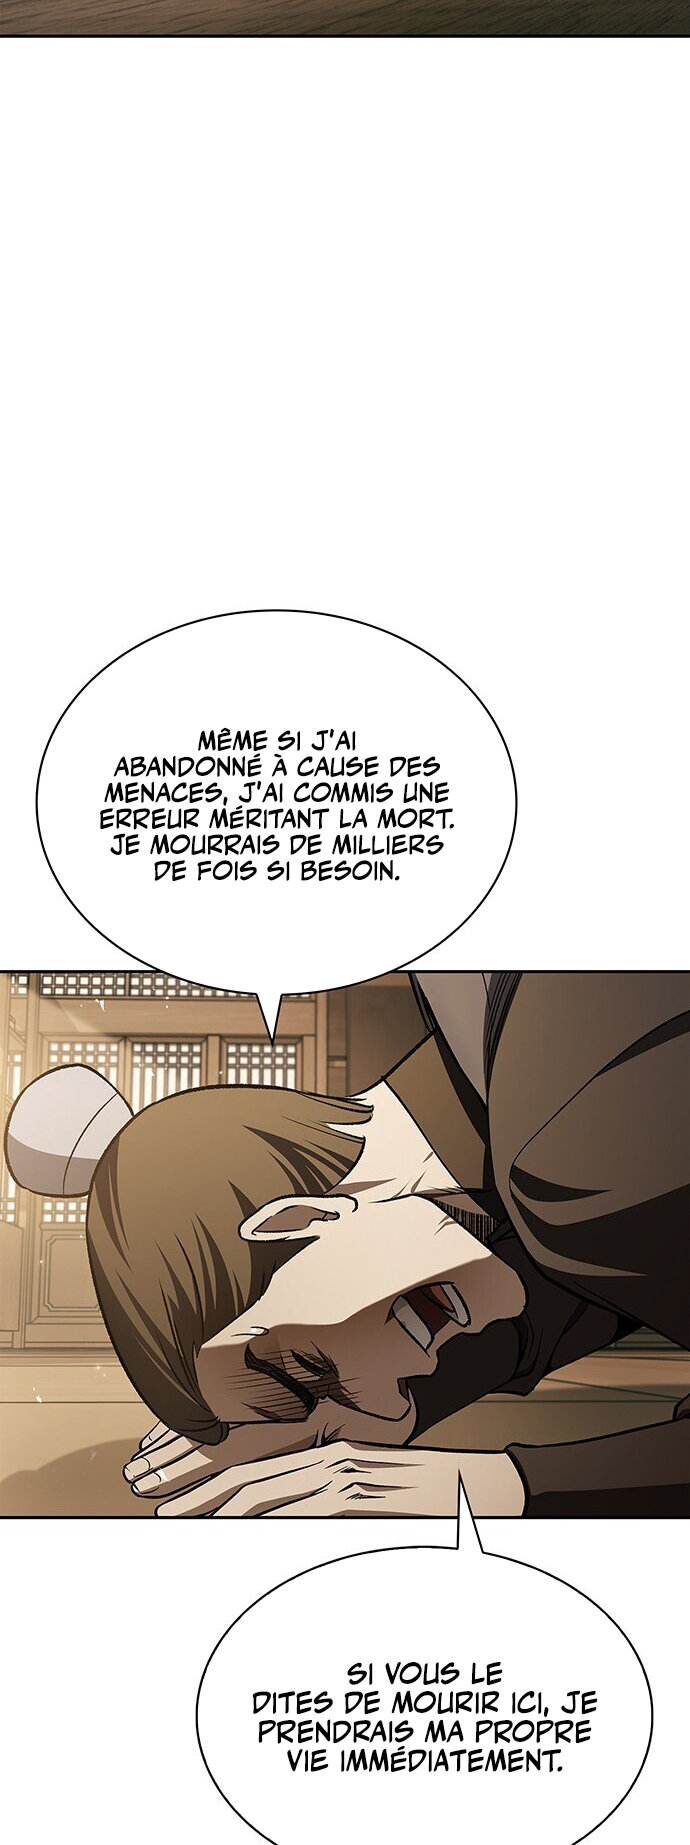 MÊME SI J'AI
ABANDONNÉ À CAUSE DES
MENACES, J'AI COMMIS UNE
ERREUR MÉRITANT LA MORT.
JE MOURRAIS DE MILLIERS
DE FOIS SI BESOIN.
SI VOUS LE
DITES DE MOURIR ICI, JE
PRENDRAIS MA PROPRE
VIE IMMÉDIATEMENT.